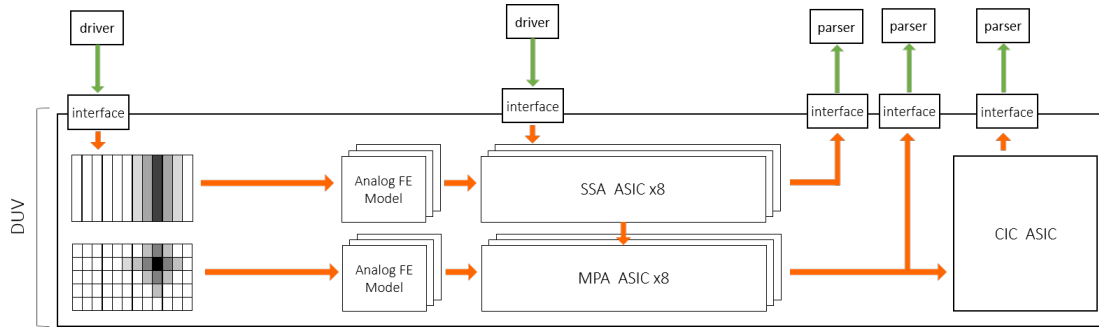 driver
driver
parser
parser
parser
interface
interface
interface
interface
interface
DUV
Analog FE
Model
SSA ASIC x8
CIC ASIC
Analog FE
Model
MPA ASIC x8